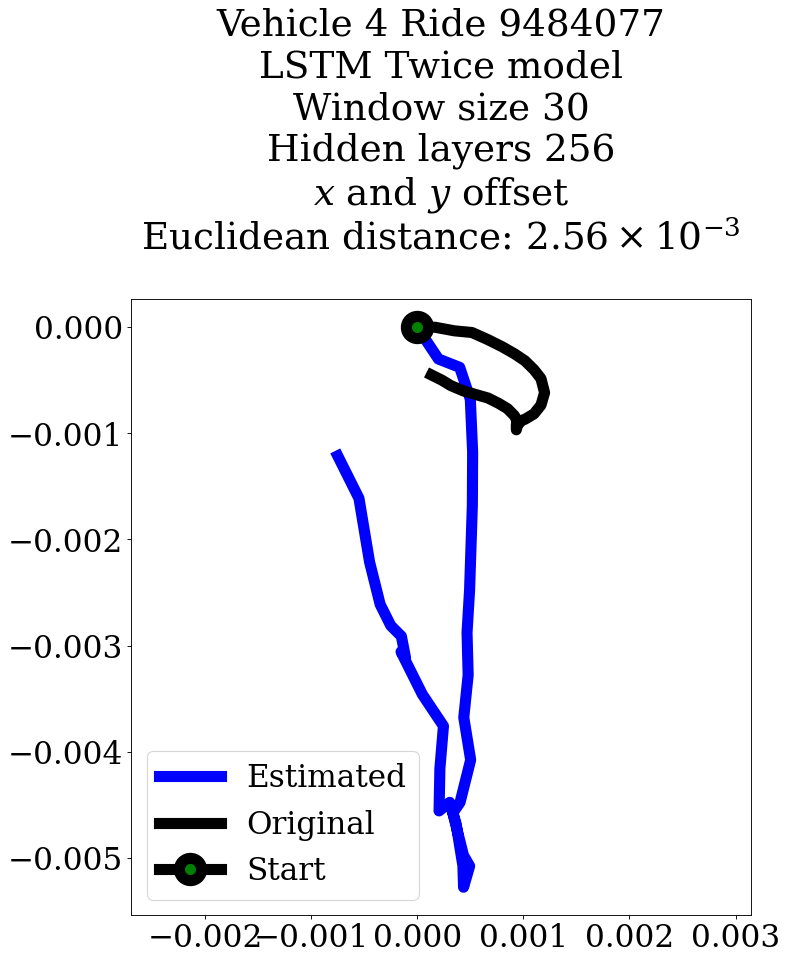 Vehicle 4 Ride 9484077
LSTM Twice model
Window size 30
Hidden layers 256
x and y offset
Euclidean distance: 2.56 × 10⁻³
0.000
−0.001
−0.002
−0.003
−0.004
−0.005
Estimated
Original
Start
−0.002 −0.001 0.000 0.001 0.002 0.003